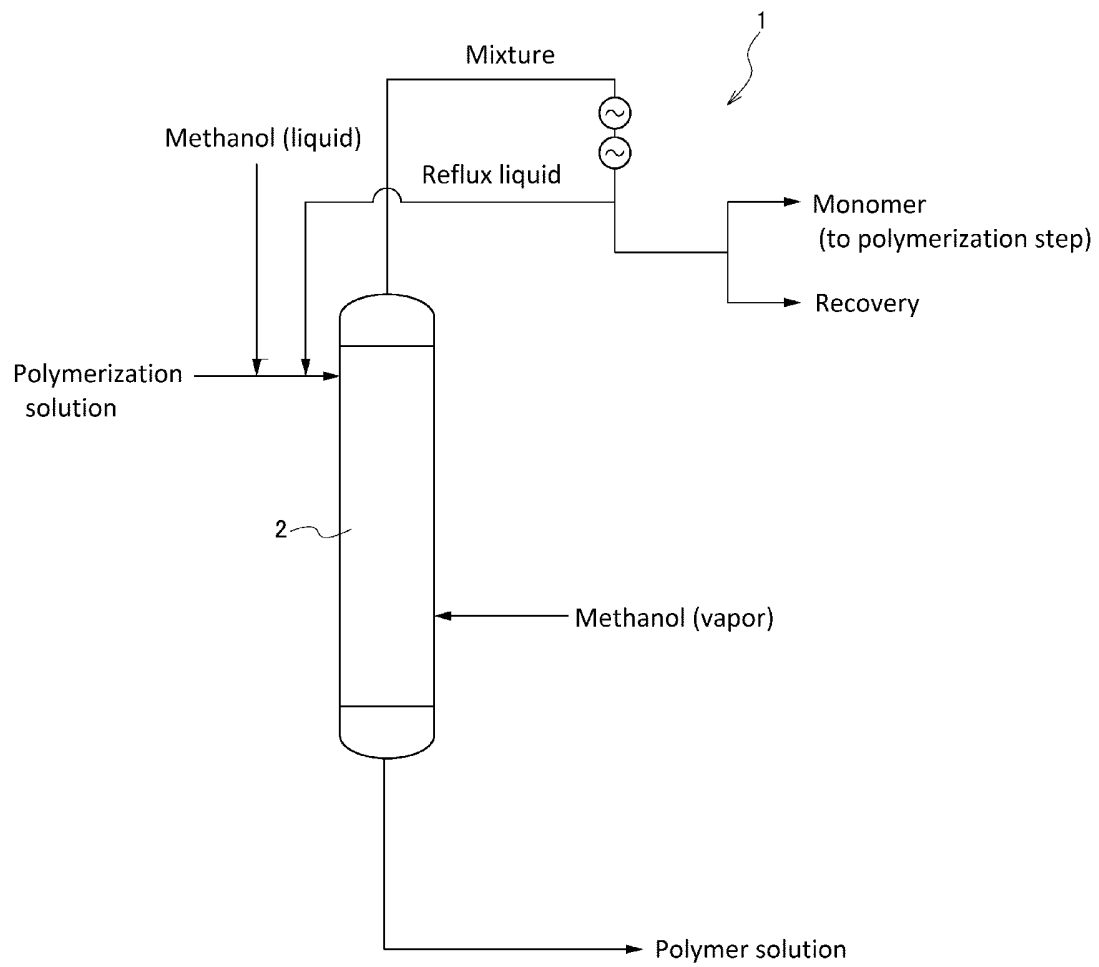 1
Mixture
Methanol (liquid)
Reflux liquid
Monomer
(to polymerization step)
Recovery
Polymerization
solution
2
Methanol (vapor)
Polymer solution